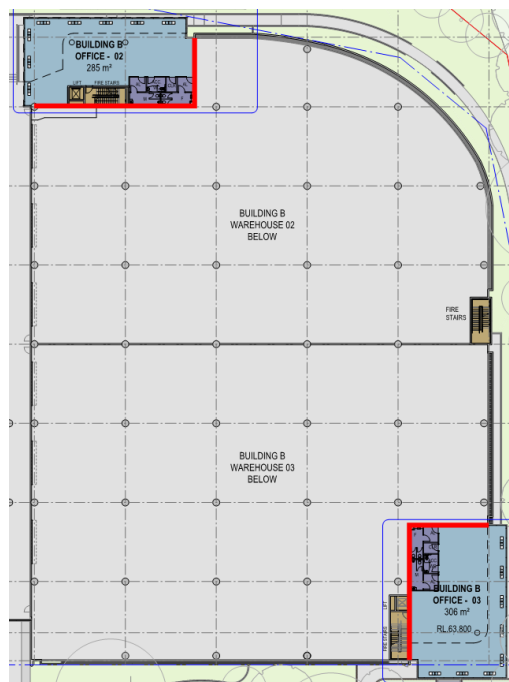 BUILDING B
OFFICE - 02
285 m²
LIFT
FIRE STAIRS
BUILDING B
WAREHOUSE 02
BELOW
FIRE
STAIRS
BUILDING B
WAREHOUSE 03
BELOW
BUILDING B
OFFICE - 03
306 m²
RL.63.800
LIFT
FIRE STAIRS